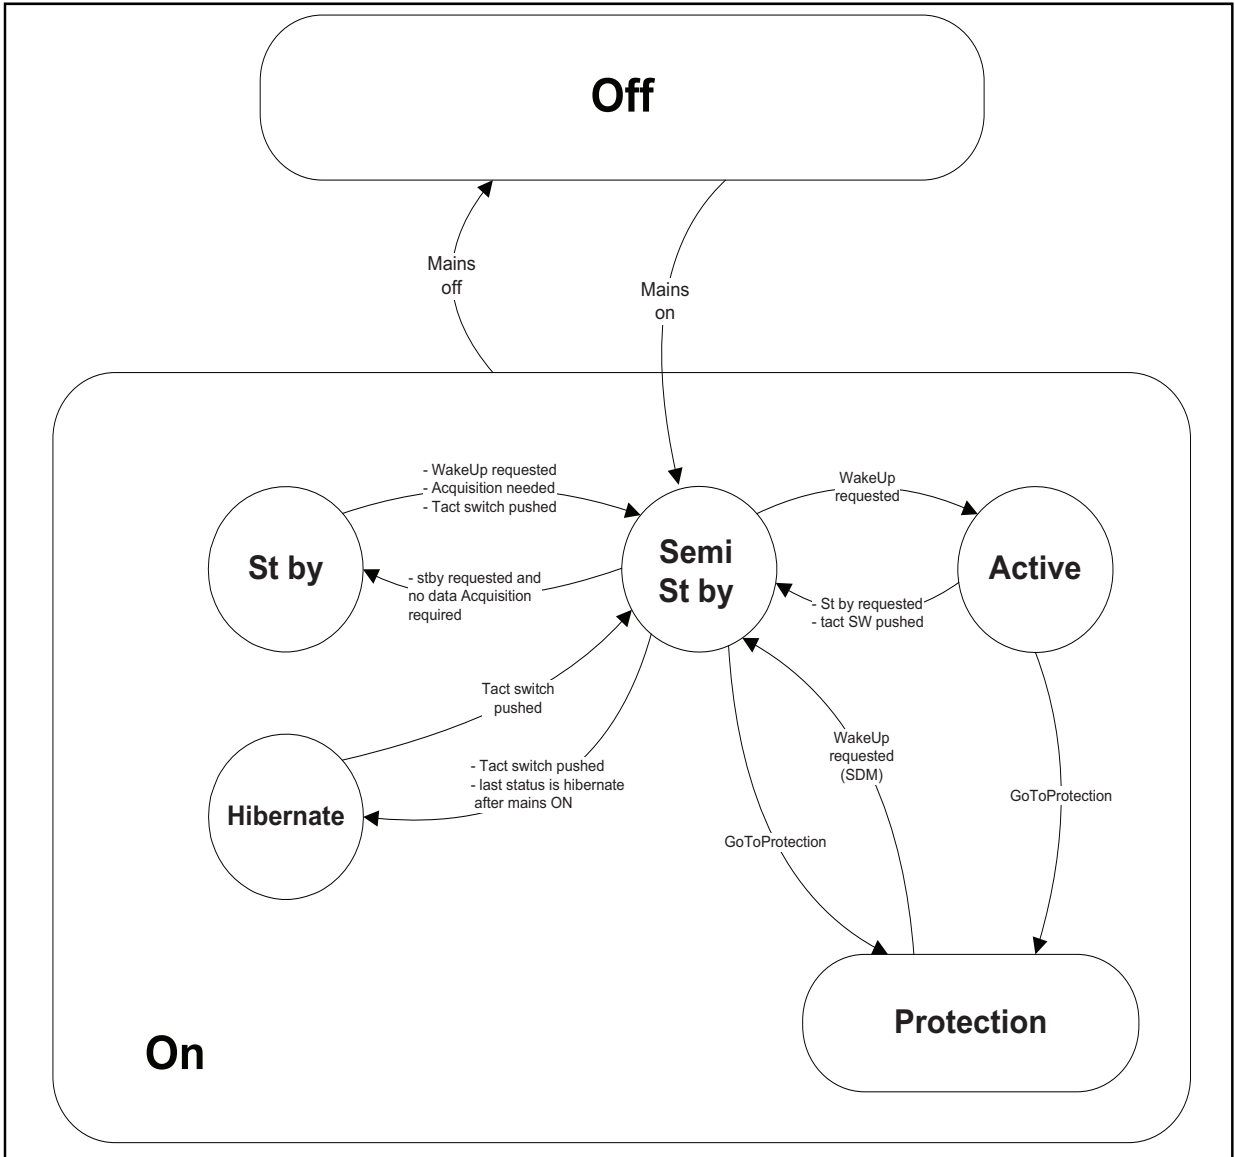 Off
Mains
off
Mains
on
- WakeUp requested
- Acquisition needed
- Tact switch pushed
WakeUp
requested
St by
Semi
St by
Active
- stby requested and
no data Acquisition
required
- St by requested
- tact SW pushed
Tact switch
pushed
WakeUp
requested
(SDM)
- Tact switch pushed
- last status is hibernate
after mains ON
GoToProtection
Hibernate
GoToProtection
Protection
On